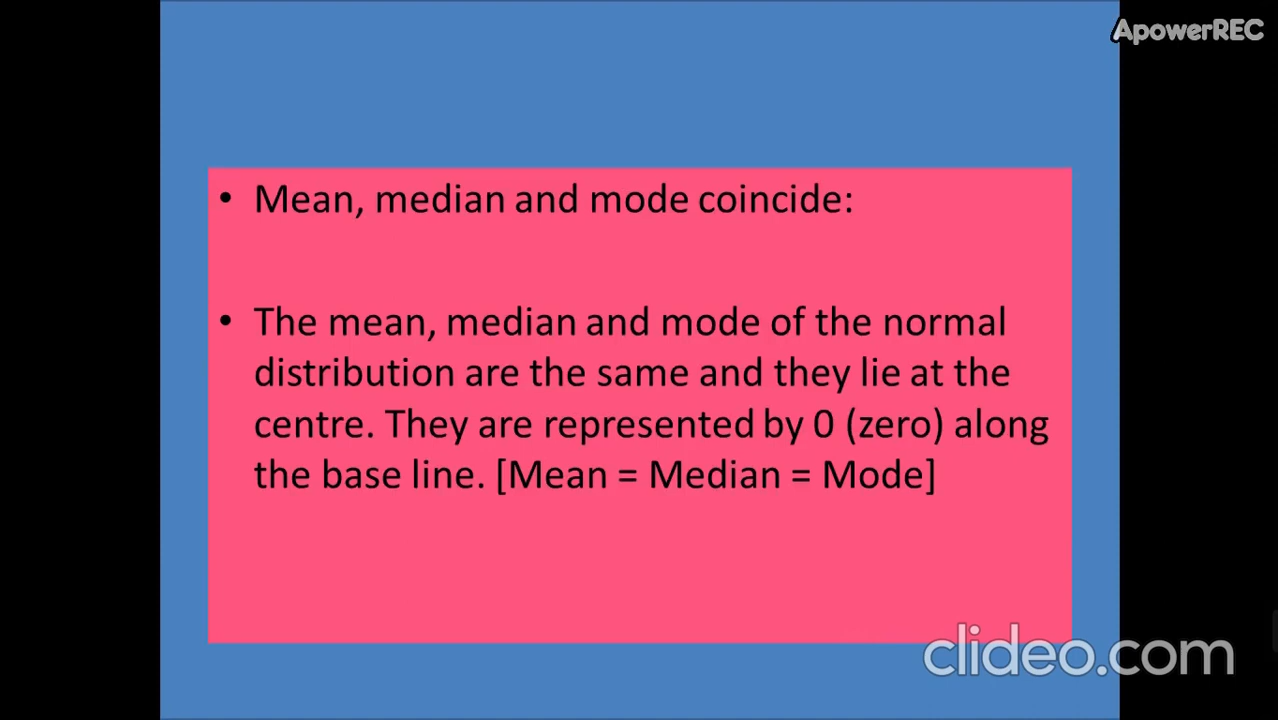 ApowerREC
• Mean, median and mode coincide:
• The mean, median and mode of the normal
distribution are the same and they lie at the
centre. They are represented by 0 (zero) along
the base line. [Mean = Median = Mode]
clideo.com